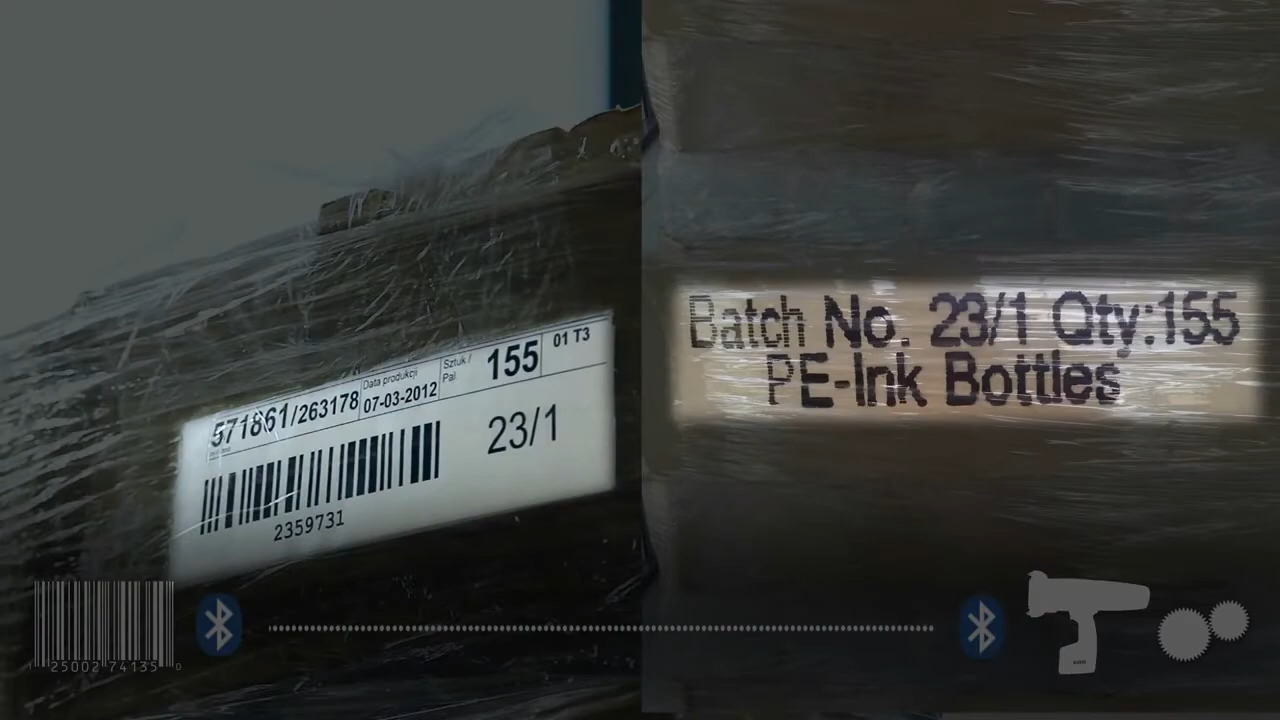 571861/263178
Data produkcji
07-03-2012
Sztuk /
Pal
155
01 T3
23/1
2359731
Batch No. 23/1 Qty:155
PE-Ink Bottles
1 25002 74135 0